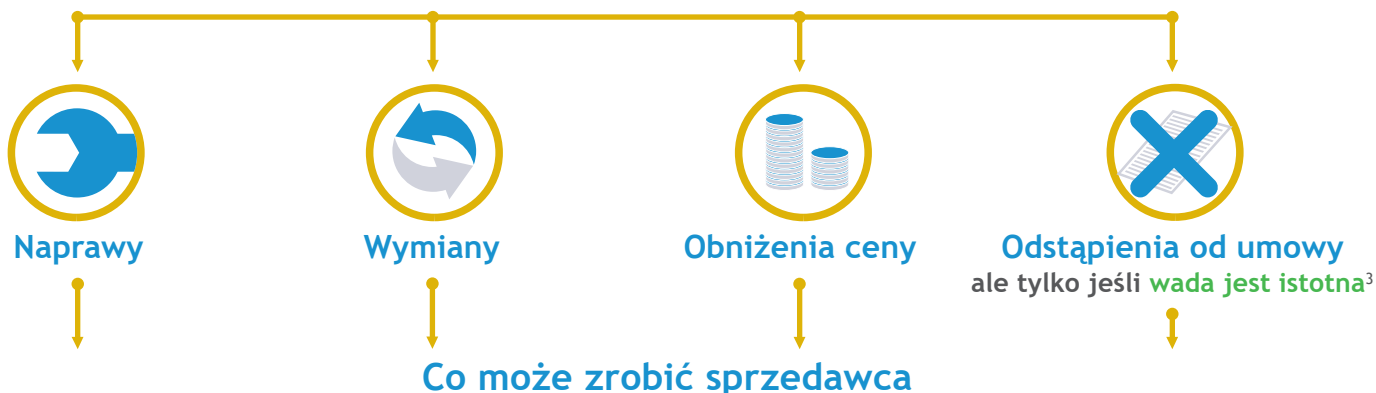 Naprawy
Wymiany
Obniżenia ceny
Odstąpienia od umowy
ale tylko jeśli wada jest istotna³
Co może zrobić sprzedawca